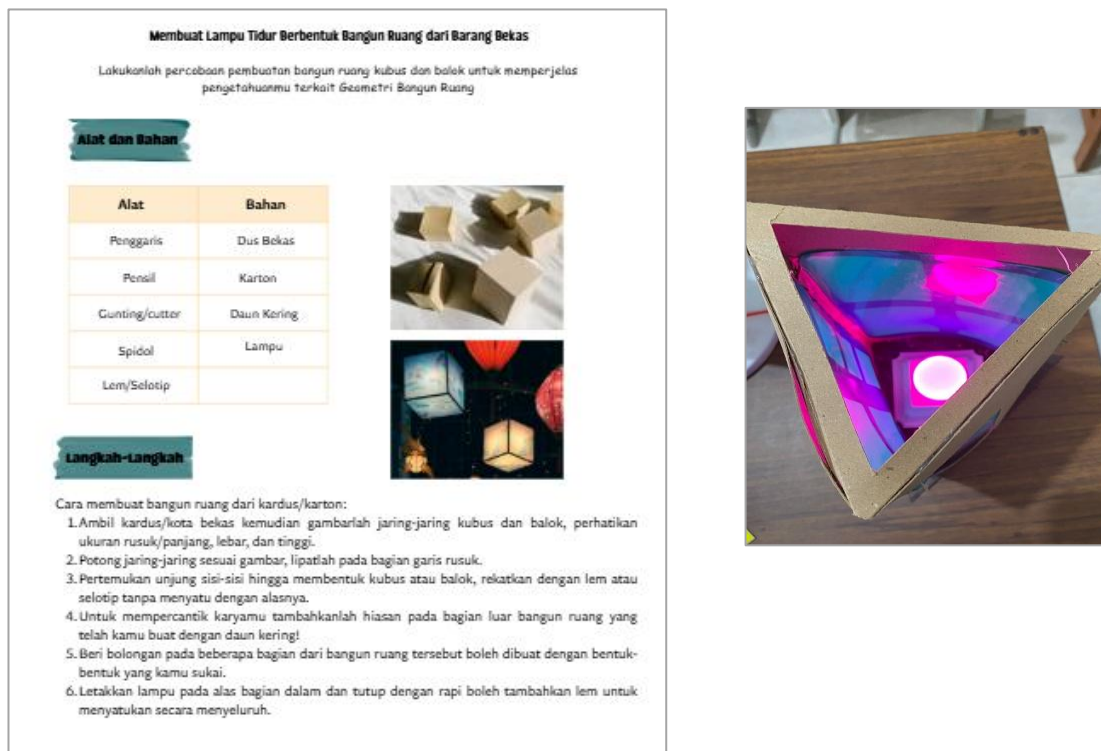 Membuat Lampu Tidur Berbentuk Bangun Ruang dari Barang Bekas
Lakukanlah percobaan pembuatan bangun ruang kubus dan balok untuk memperjelas
pengetahuanmu terkait Geometri Bangun Ruang
Alat dan Bahan
Alat Bahan
Penggaris Dus Bekas
Pensil Karton
Gunting/cutter Daun Kering
Spidol Lampu
Lem/Selotip
Langkah-Langkah
Cara membuat bangun ruang dari kardus/karton:
1. Ambil kardus/kota bekas kemudian gambarlah jaring-jaring kubus dan balok, perhatikan
ukuran rusuk/panjang, lebar, dan tinggi.
2. Potong jaring-jaring sesuai gambar, lipatlah pada bagian garis rusuk.
3. Pertemukan unjung sisi-sisi hingga membentuk kubus atau balok, rekatkan dengan lem atau
selotip tanpa menyatu dengan alasnya.
4. Untuk mempercantik karyamu tambahkanlah hiasan pada bagian luar bangun ruang yang
telah kamu buat dengan daun kering!
5. Beri bolongan pada beberapa bagian dari bangun ruang tersebut boleh dibuat dengan bentuk-
bentuk yang kamu sukai.
6. Letakkan lampu pada alas bagian dalam dan tutup dengan rapi boleh tambahkan lem untuk
menyatukan secara menyeluruh.